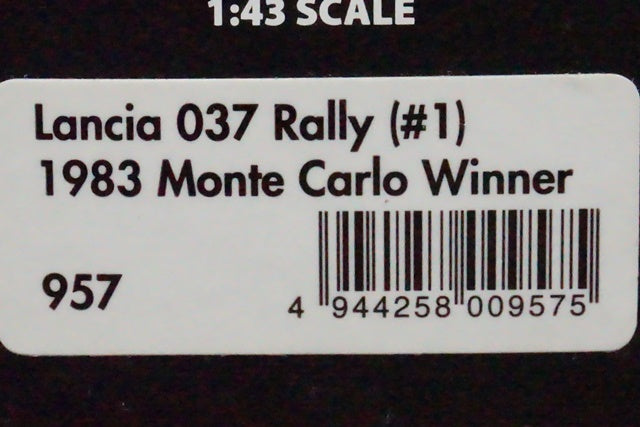 1:43 SCALE
Lancia 037 Rally (#1)
1983 Monte Carlo Winner
957
4 944258 009575